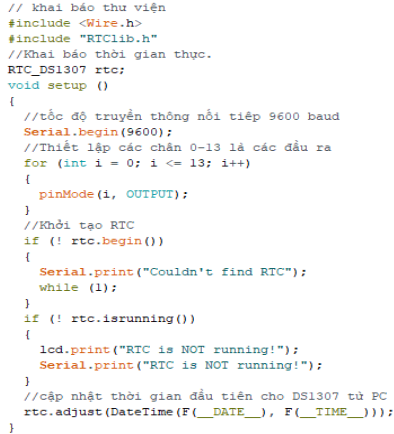 // khai báo thư viện
#include <Wire.h>
#include "RTClib.h"
//Khai báo thời gian thực.
RTC_DS1307 rtc;
void setup ()
{
//tốc độ truyền thông nối tiếp 9600 baud
Serial.begin(9600);
//Thiết lập các chân 0-13 là các đầu ra
for (int i = 0; i <= 13; i++)
{
pinMode(i, OUTPUT);
}
//Khởi tạo RTC
if (! rtc.begin())
{
Serial.print("Couldn't find RTC");
while (1);
}
if (! rtc.isrunning())
{
lcd.print("RTC is NOT running!");
Serial.print("RTC is NOT running!");
}
//cập nhật thời gian đầu tiên cho DS1307 từ PC
rtc.adjust(DateTime(F(__DATE__), F(__TIME__)));
}